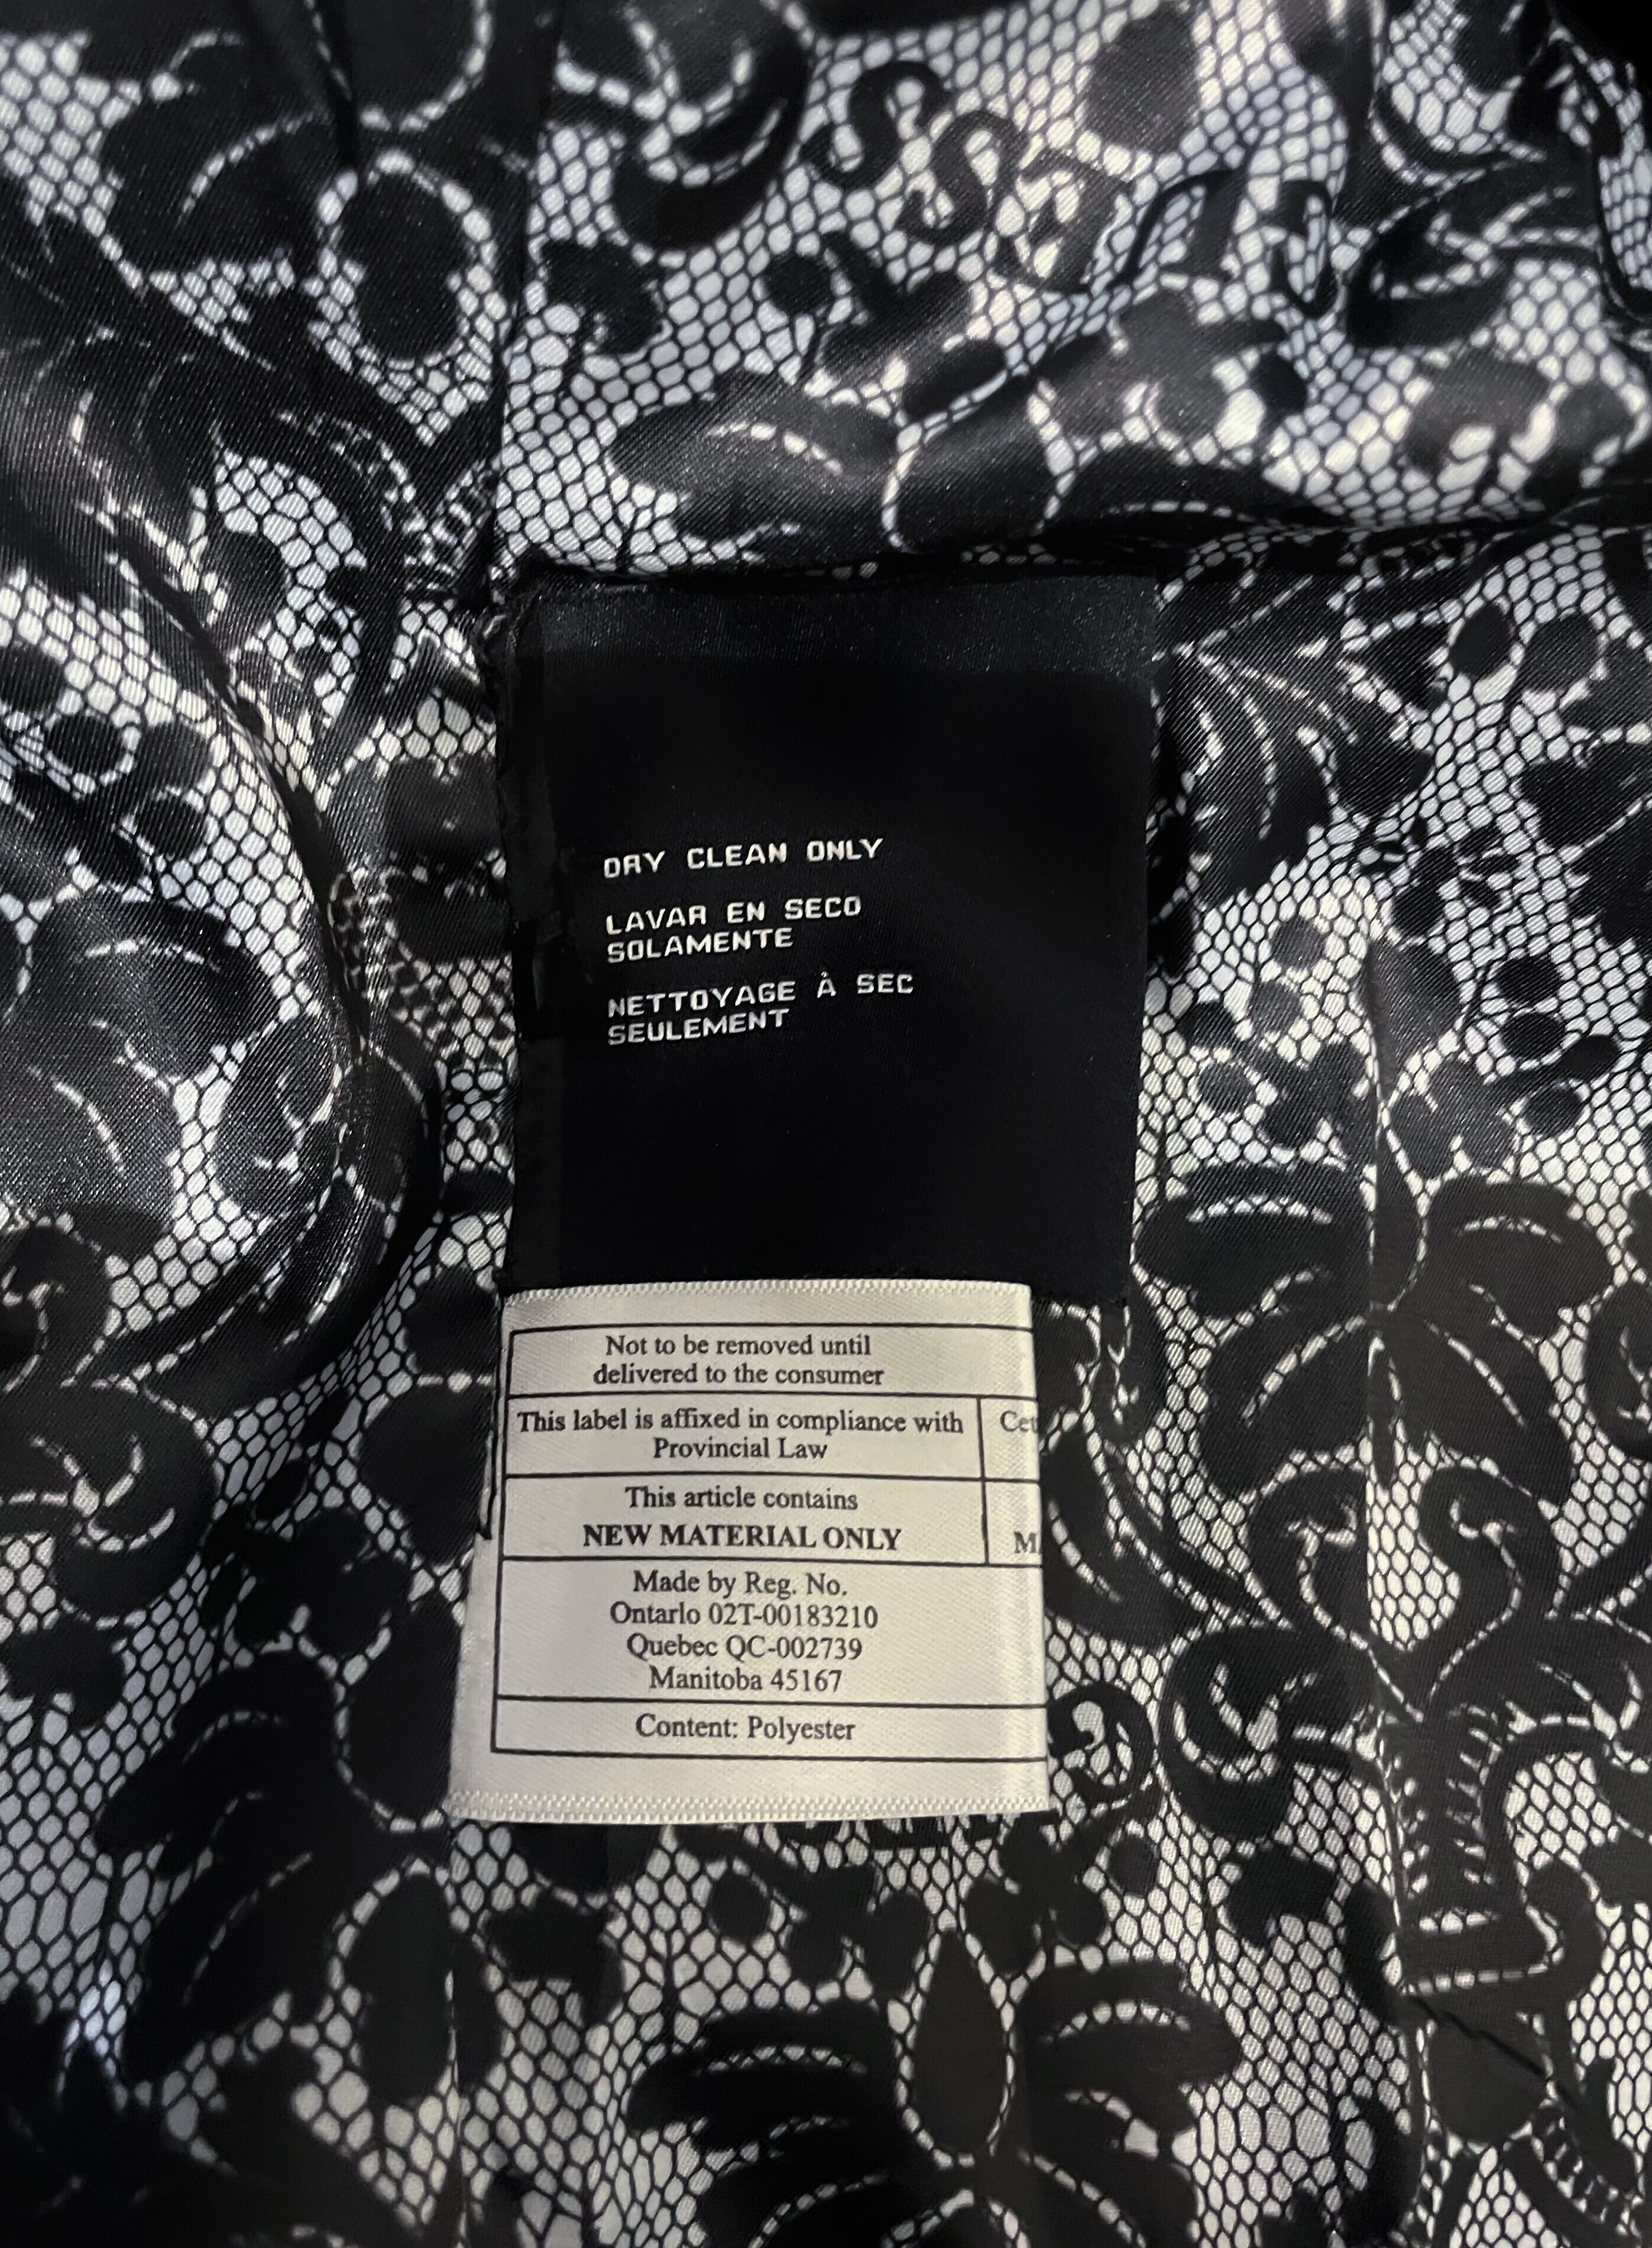 DRY CLEAN ONLY
LAVAR EN SECO
SOLAMENTE
NETTOYAGE À SEC
SEULEMENT
Not to be removed until
delivered to the consumer
This label is affixed in compliance with
Provincial Law
This article contains
NEW MATERIAL ONLY
Made by Reg. No.
Ontarlo 02T-00183210
Quebec QC-002739
Manitoba 45167
Content: Polyester